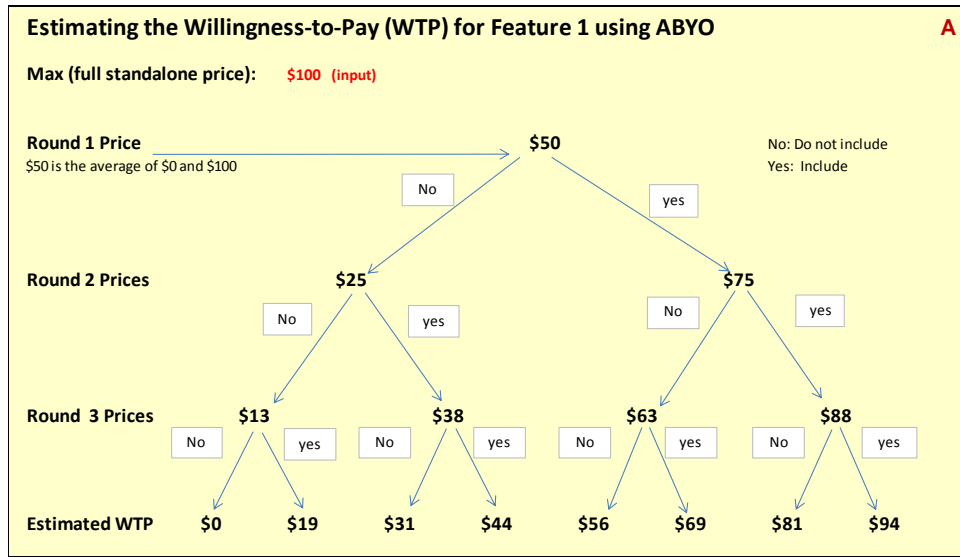 Estimating the Willingness-to-Pay (WTP) for Feature 1 using ABYO A
Max (full standalone price): $100 (input)
Round 1 Price $50 No: Do not include
$50 is the average of $0 and $100 Yes: Include
No yes
Round 2 Prices $25 $75
No yes No yes
Round 3 Prices $13 $38 $63 $88
No yes No yes No yes No yes
Estimated WTP $0 $19 $31 $44 $56 $69 $81 $94